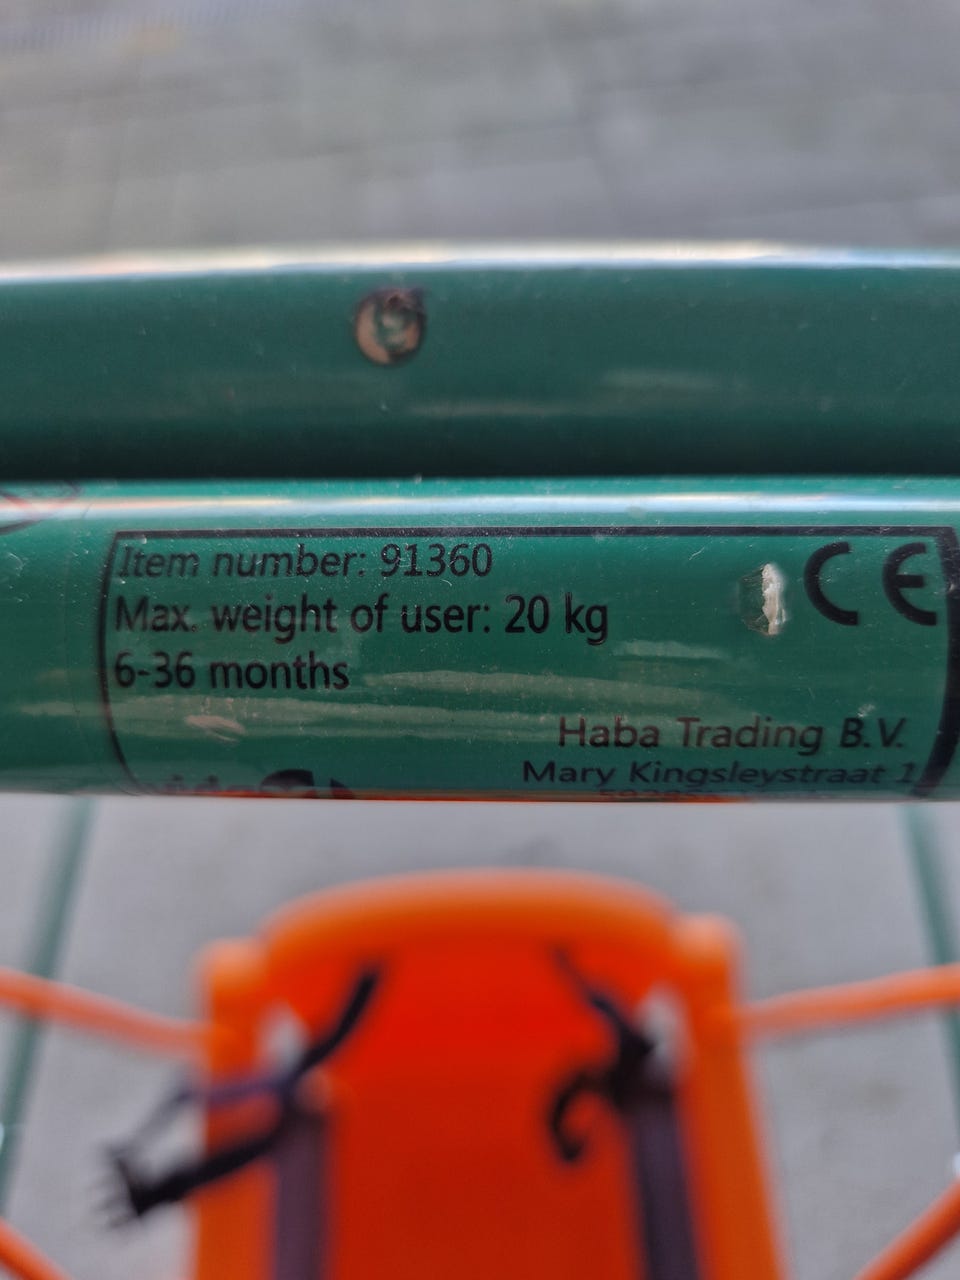 Item number: 91360
Max. weight of user: 20 kg
6-36 months
CE
Haba Trading B.V.
Mary Kingsleystraat 1